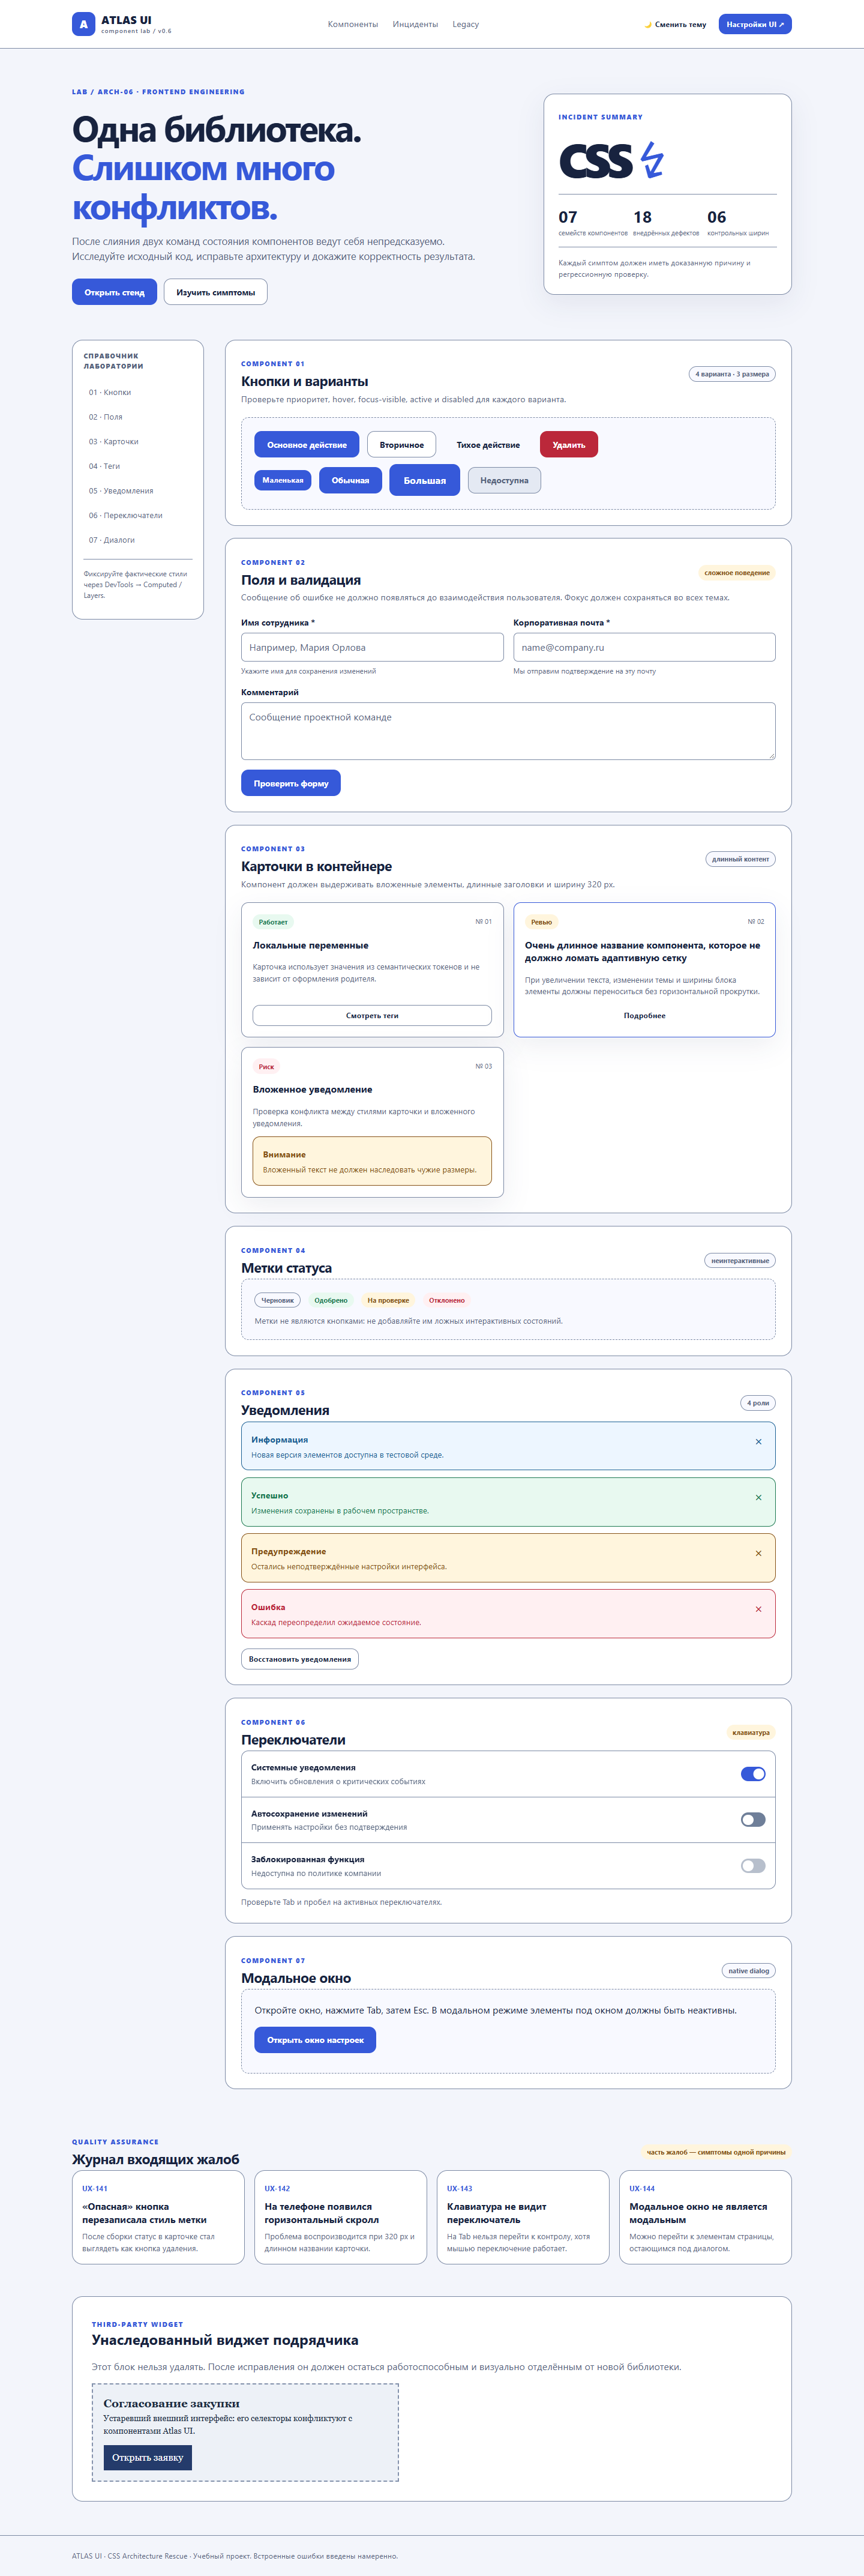 A
ATLAS UI
component lab / v0.6
Компоненты
Инциденты
Legacy
Сменить тему
Настройки UI ↗
LAB / ARCH-06 · FRONTEND ENGINEERING
Одна библиотека.
Слишком много
конфликтов.
После слияния двух команд состояния компонентов ведут себя непредсказуемо.
Исследуйте исходный код, исправьте архитектуру и докажите корректность результата.
Открыть стенд
Изучить симптомы
INCIDENT SUMMARY
CSS
07
18
06
семейств компонентов
внедрённых дефектов
контрольных ширин
Каждый симптом должен иметь доказанную причину и
регрессионную проверку.
СПРАВОЧНИК
ЛАБОРАТОРИИ
01 · Кнопки
02 · Поля
03 · Карточки
04 · Теги
05 · Уведомления
06 · Переключатели
07 · Диалоги
Фиксируйте фактические стили
через DevTools → Computed /
Layers.
COMPONENT 01
Кнопки и варианты
4 варианта · 3 размера
Проверьте приоритет, hover, focus-visible, active и disabled для каждого варианта.
Основное действие
Вторичное
Тихое действие
Удалить
Маленькая
Обычная
Большая
Недоступна
COMPONENT 02
Поля и валидация
сложное поведение
Сообщение об ошибке не должно появляться до взаимодействия пользователя. Фокус должен сохраняться во всех темах.
Имя сотрудника *
Корпоративная почта *
Например, Мария Орлова
name@company.ru
Укажите имя для сохранения изменений
Мы отправим подтверждение на эту почту
Комментарий
Сообщение проектной команде
Проверить форму
COMPONENT 03
Карточки в контейнере
длинный контент
Компонент должен выдерживать вложенные элементы, длинные заголовки и ширину 320 px.
Работает
№ 01
Локальные переменные
Карточка использует значения из семантических токенов и не
зависит от оформления родителя.
Смотреть теги
Ревью
№ 02
Очень длинное название компонента, которое не
должно ломать адаптивную сетку
При увеличении текста, изменении темы и ширины блока
элементы должны переноситься без горизонтальной прокрутки.
Подробнее
Риск
№ 03
Вложенное уведомление
Проверка конфликта между стилями карточки и вложенного
уведомления.
Внимание
Вложенный текст не должен наследовать чужие размеры.
COMPONENT 04
Метки статуса
неинтерактивные
Черновик
Одобрено
На проверке
Отклонено
Метки не являются кнопками: не добавляйте им ложных интерактивных состояний.
COMPONENT 05
Уведомления
4 роли
Информация
Новая версия элементов доступна в тестовой среде.
×
Успешно
Изменения сохранены в рабочем пространстве.
×
Предупреждение
Остались неподтверждённые настройки интерфейса.
×
Ошибка
Каскад переопределил ожидаемое состояние.
×
Восстановить уведомления
COMPONENT 06
Переключатели
клавиатура
Системные уведомления
Включить обновления о критических событиях
Автосохранение изменений
Применять настройки без подтверждения
Заблокированная функция
Недоступна по политике компании
Проверьте Tab и пробел на активных переключателях.
COMPONENT 07
Модальное окно
native dialog
Откройте окно, нажмите Tab, затем Esc. В модальном режиме элементы под окном должны быть неактивны.
Открыть окно настроек
QUALITY ASSURANCE
Журнал входящих жалоб
часть жалоб — симптомы одной причины
UX-141
«Опасная» кнопка
перезаписала стиль метки
После сборки статус в карточке стал
выглядеть как кнопка удаления.
UX-142
На телефоне появился
горизонтальный скролл
Проблема воспроизводится при 320 px и
длинном названии карточки.
UX-143
Клавиатура не видит
переключатель
На Tab нельзя перейти к контролу, хотя
мышью переключение работает.
UX-144
Модальное окно не является
модальным
Можно перейти к элементам страницы,
остающимся под диалогом.
THIRD-PARTY WIDGET
Унаследованный виджет подрядчика
Этот блок нельзя удалять. После исправления он должен остаться работоспособным и визуально отделённым от новой библиотеки.
Согласование закупки
Устаревший внешний интерфейс: его селекторы конфликтуют с
компонентами Atlas UI.
Открыть заявку
ATLAS UI · CSS Architecture Rescue · Учебный проект. Встроенные ошибки введены намеренно.